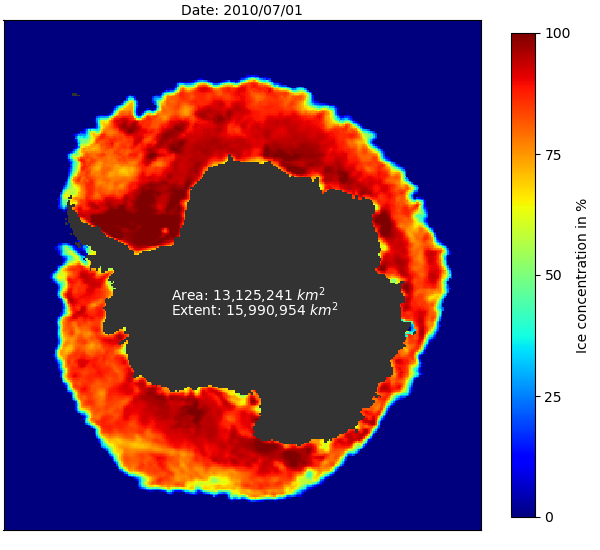 Date: 2010/07/01
Area: 13,125,241 km²
Extent: 15,990,954 km²
100
75
50
25
0
Ice concentration in %